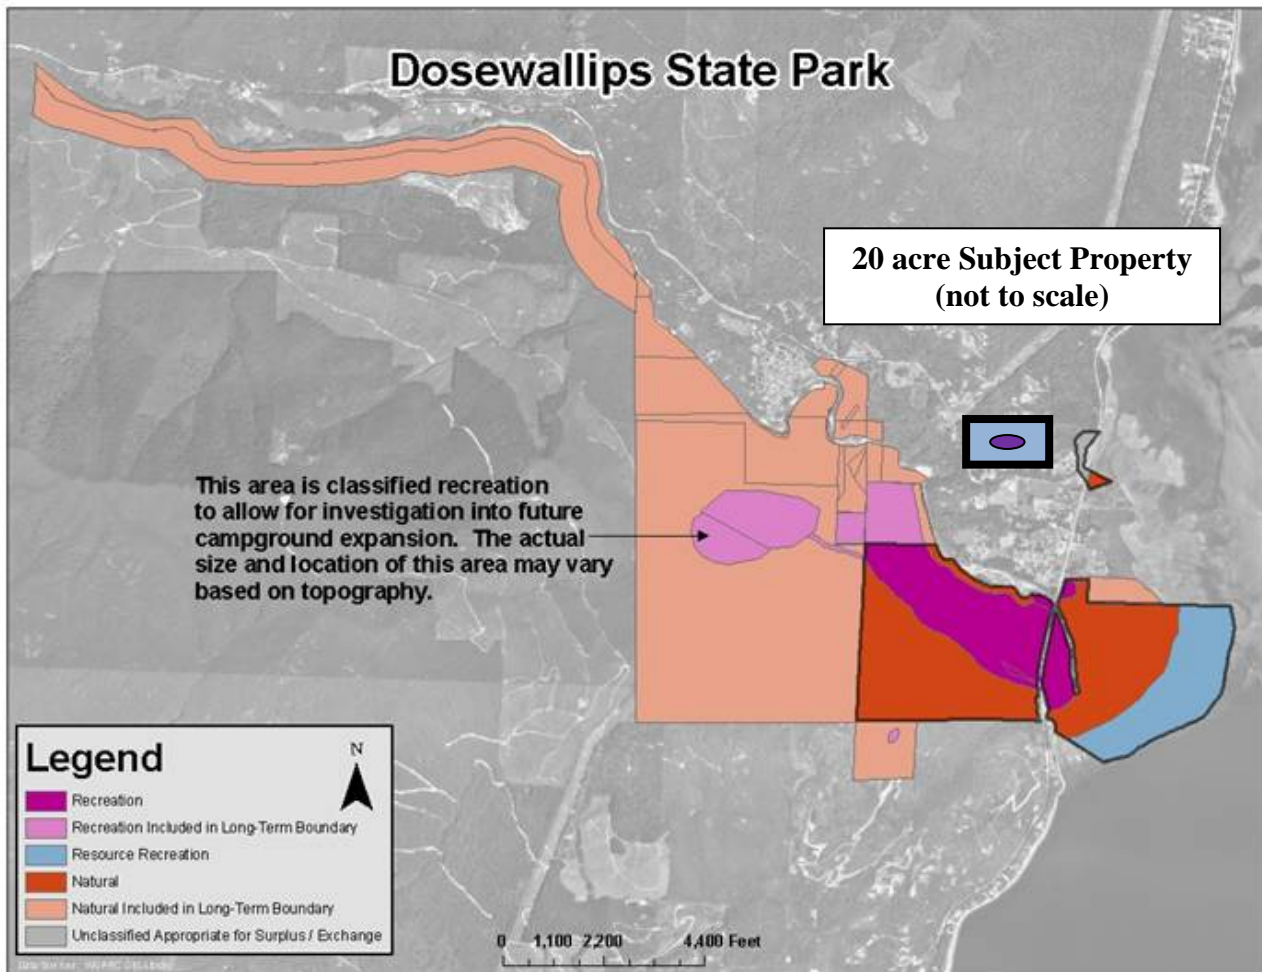 Dosewallips State Park
20 acre Subject Property
(not to scale)
This area is classified recreation
to allow for investigation into future
campground expansion. The actual
size and location of this area may vary
based on topography.
Legend
N
Recreation
Recreation Included in Long-Term Boundary
Resource Recreation
Natural
Natural Included in Long-Term Boundary
Unclassified Appropriate for Surplus / Exchange
0 1,100 2,200 4,400 Feet